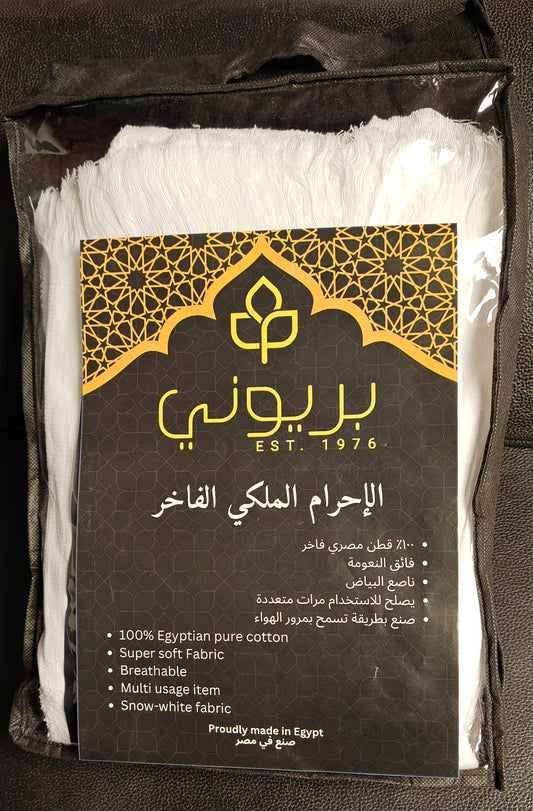 بريوني
EST. 1976
الإحرام الملكي الفاخر
١٠٠٪ قطن مصري فاخر
فائق النعومة
ناصع البياض
يصلح للاستخدام مرات متعددة
صنع بطريقة تسمح بمرور الهواء
• 100% Egyptian pure cotton
• Super soft Fabric
• Breathable
• Multi usage item
• Snow-white fabric
Proudly made in Egypt
صنع في مصر